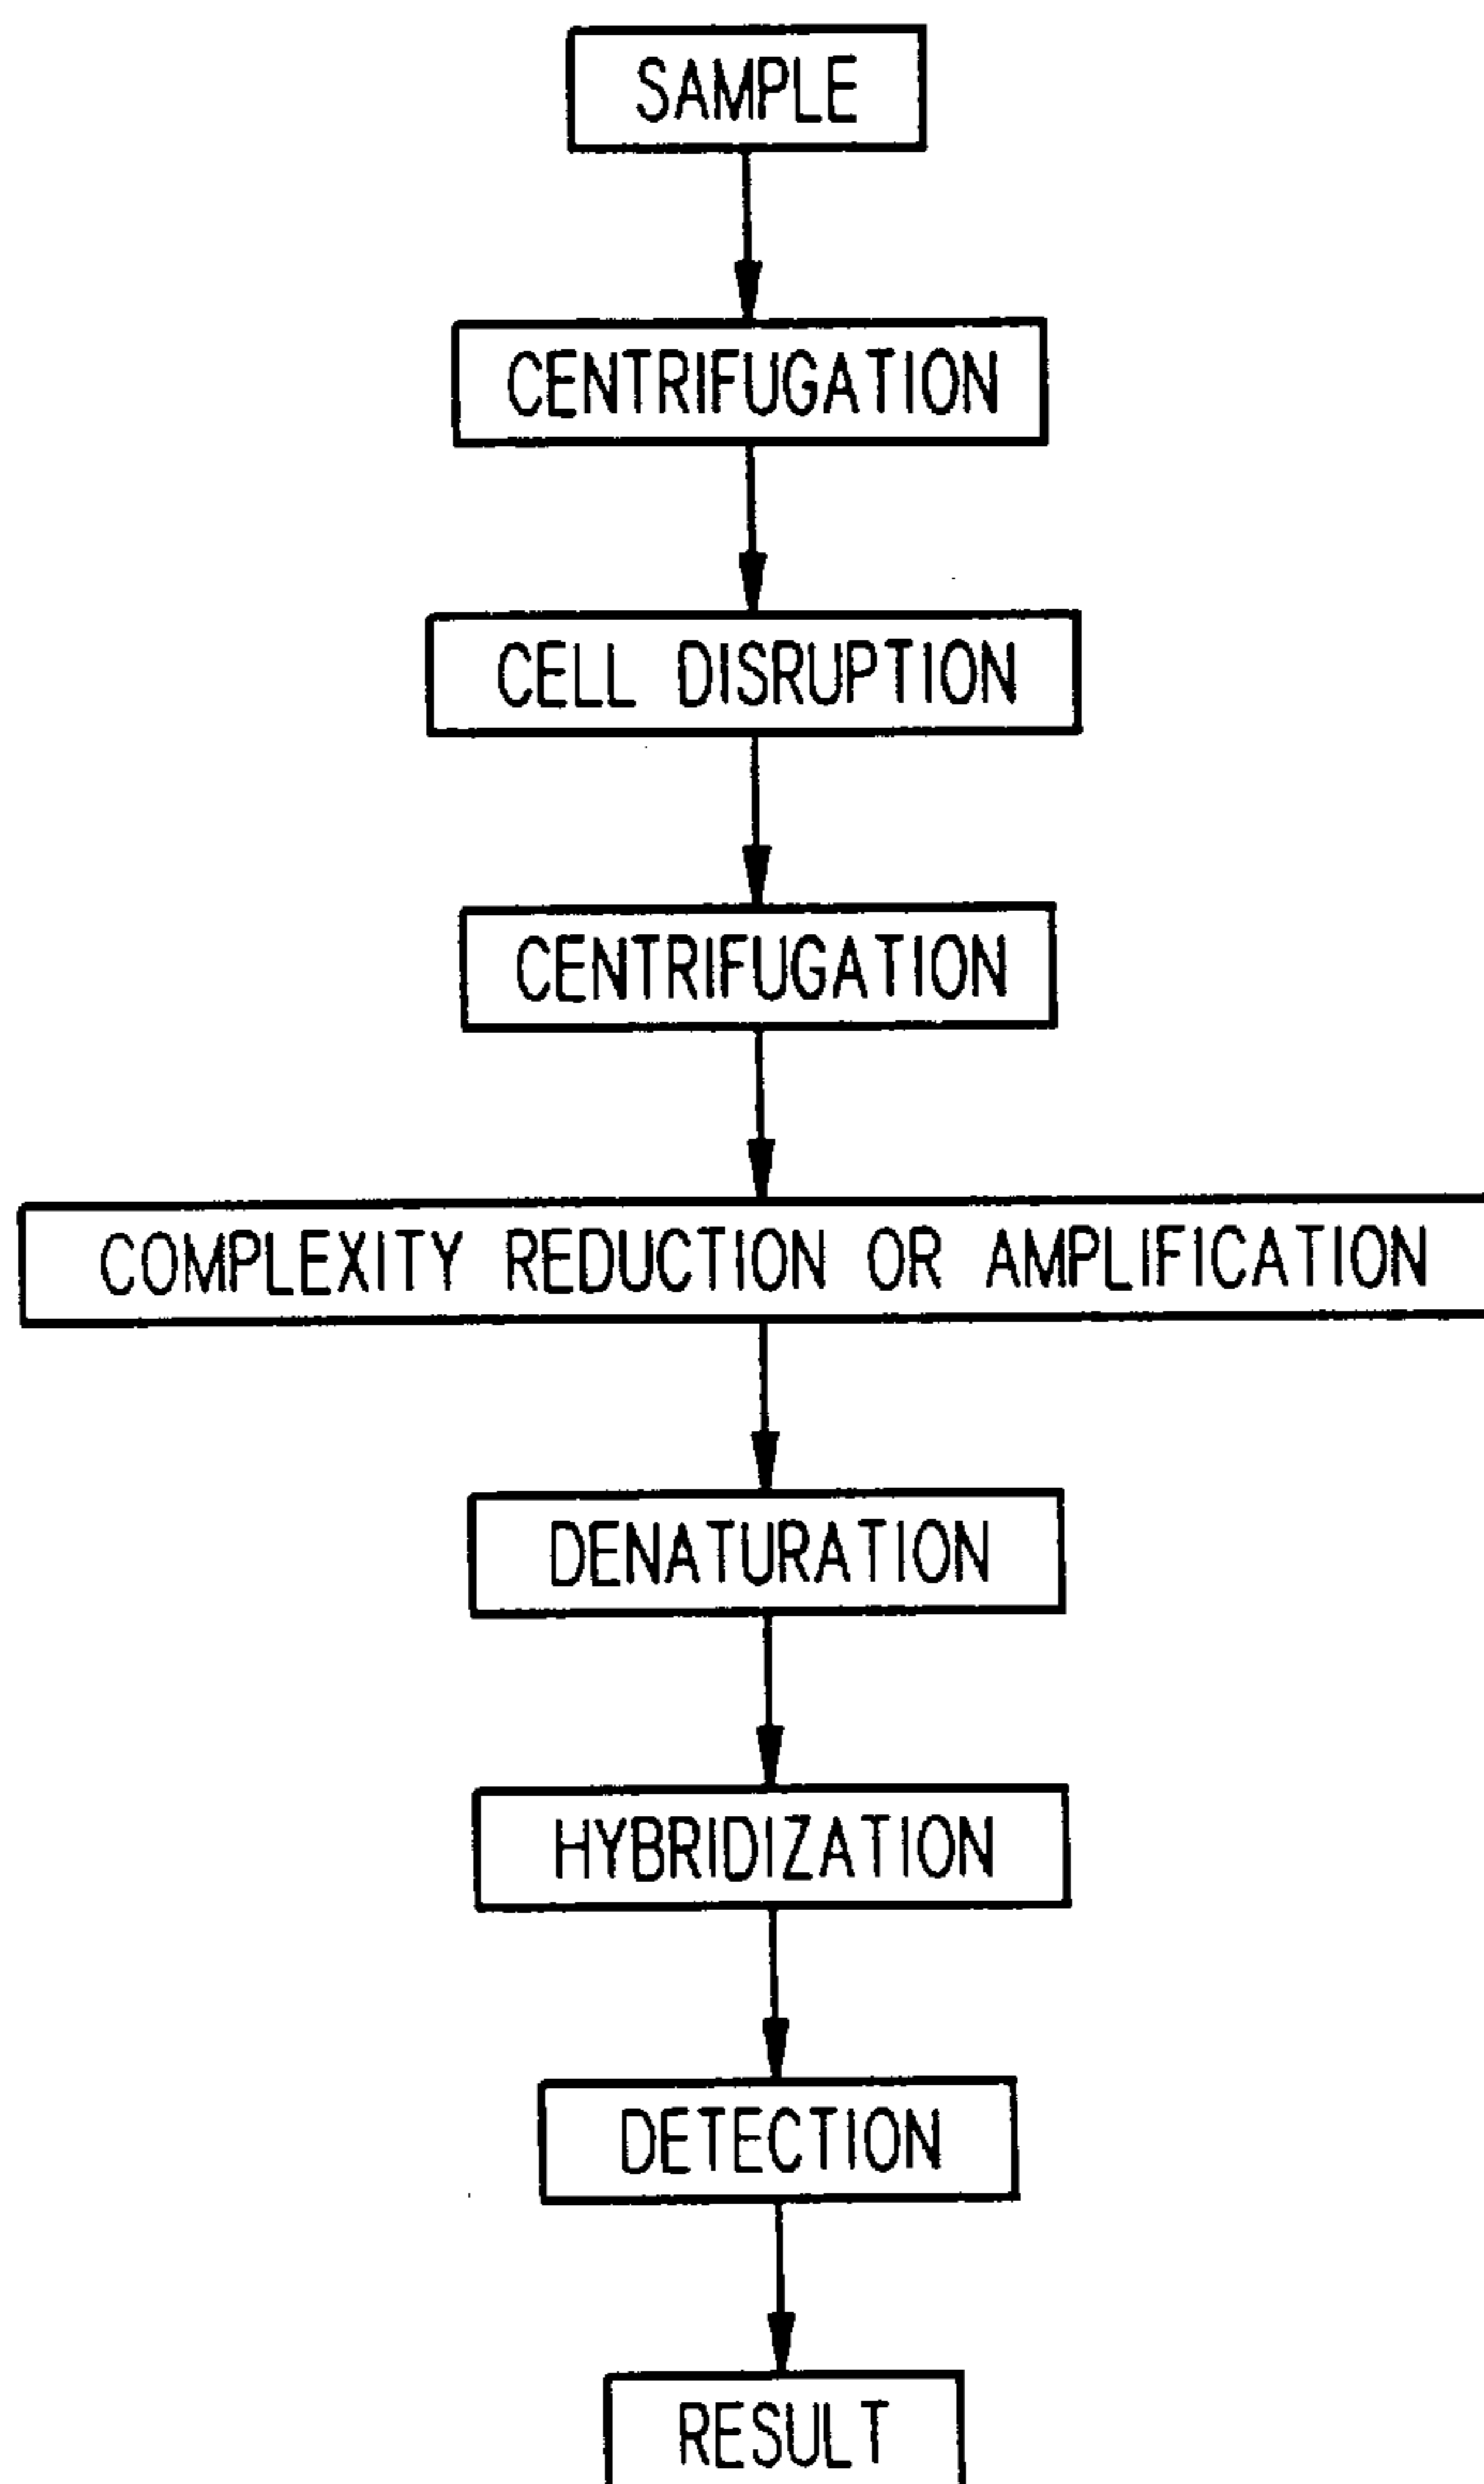 SAMPLE
CENTRIFUGATION
CELL DISRUPTION
CENTRIFUGATION
COMPLEXITY REDUCTION OR AMPLIFICATION
DENATURATION
HYBRIDIZATION
DETECTION
RESULT